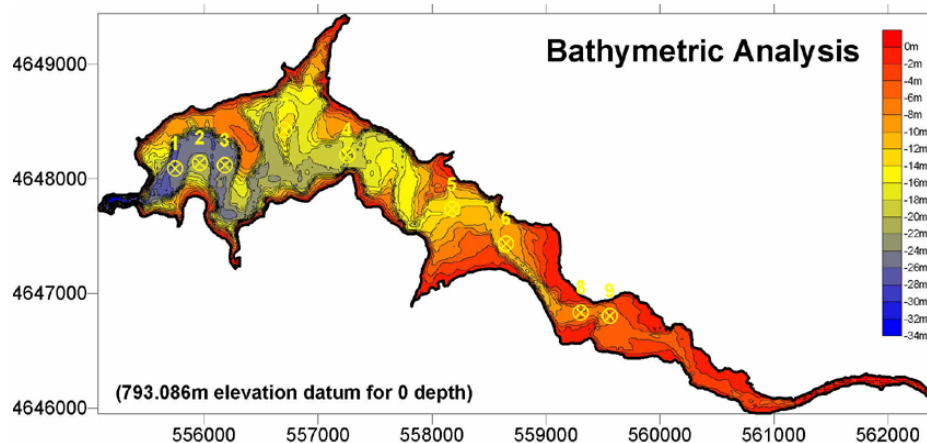 Bathymetric Analysis
4649000
4648000
4647000
4646000
1
2
3
4
5
6
8
9
0m
-2m
-4m
-6m
-8m
-10m
-12m
-14m
-16m
-18m
-20m
-22m
-24m
-26m
-28m
-30m
-32m
-34m
(793.086m elevation datum for 0 depth)
556000 557000 558000 559000 560000 561000 562000